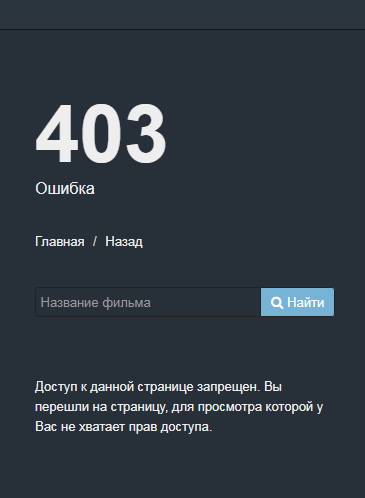 403
Ошибка
Главная / Назад
Название фильма Найти
Доступ к данной странице запрещен. Вы
перешли на страницу, для просмотра которой у
Вас не хватает прав доступа.